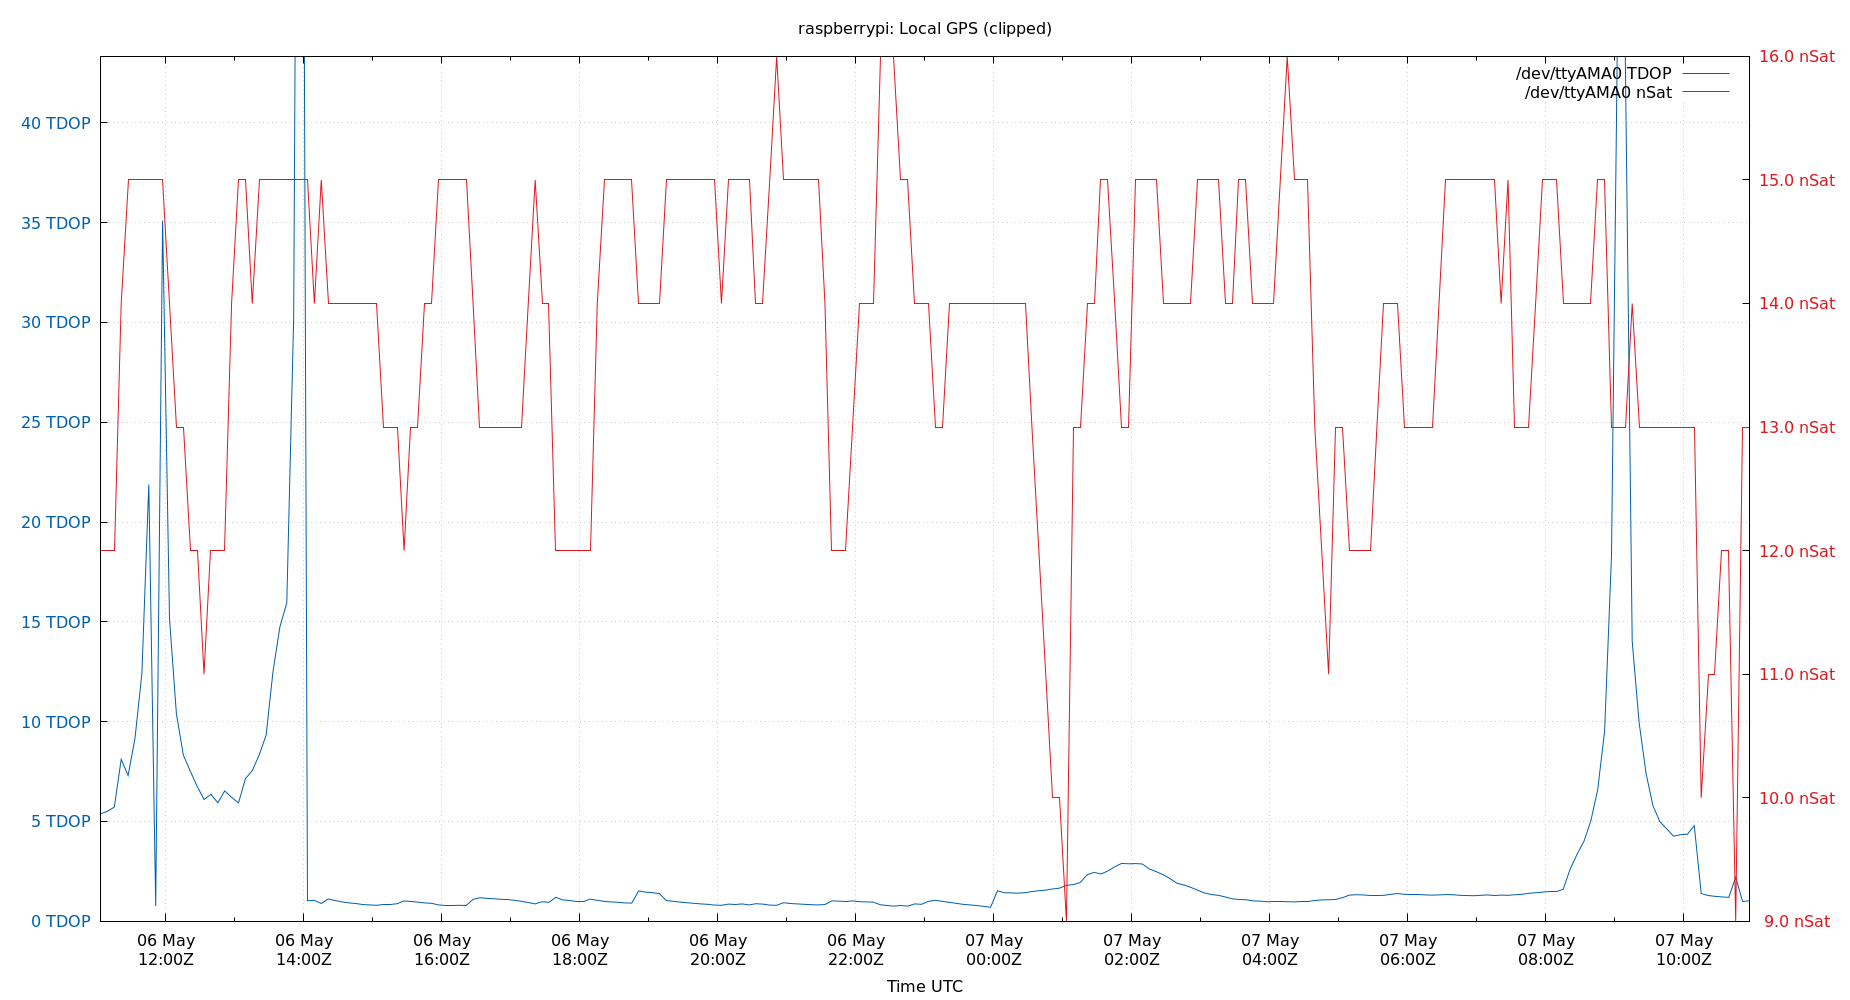 raspberrypi: Local GPS (clipped)
/dev/ttyAMA0 TDOP
/dev/ttyAMA0 nSat
40 TDOP
35 TDOP
30 TDOP
25 TDOP
20 TDOP
15 TDOP
10 TDOP
5 TDOP
0 TDOP
16.0 nSat
15.0 nSat
14.0 nSat
13.0 nSat
12.0 nSat
11.0 nSat
10.0 nSat
9.0 nSat
06 May
12:00Z
06 May
14:00Z
06 May
16:00Z
06 May
18:00Z
06 May
20:00Z
06 May
22:00Z
07 May
00:00Z
07 May
02:00Z
07 May
04:00Z
07 May
06:00Z
07 May
08:00Z
07 May
10:00Z
Time UTC